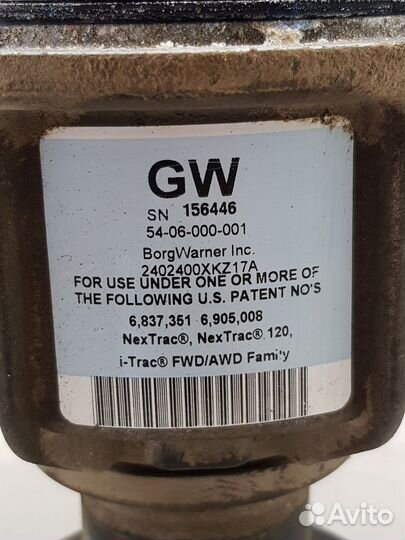 GW
SN 156446
54-06-000-001
BorgWarner Inc.
2402400XKZ17A
FOR USE UNDER ONE OR MORE OF
THE FOLLOWING U.S. PATENT NO'S
6,837,351 6,905,008
NexTrac®, NexTrac® 120,
i-Trac® FWD/AWD Family
Avito